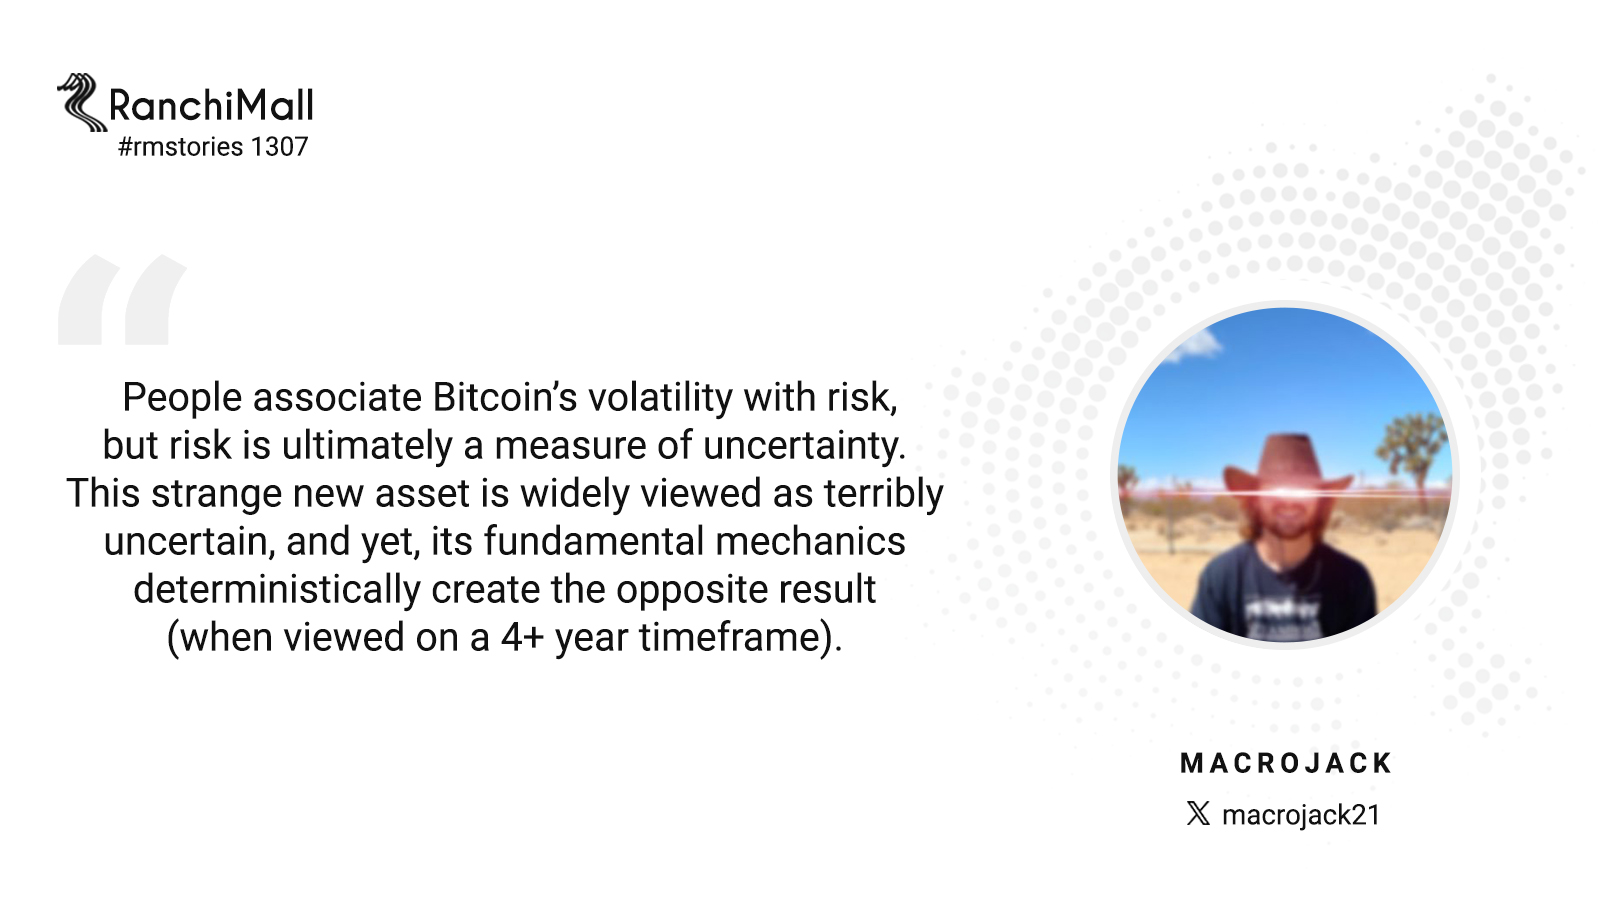 RanchiMall
#rmstories 1307
“
People associate Bitcoin’s volatility with risk,
but risk is ultimately a measure of uncertainty.
This strange new asset is widely viewed as terribly
uncertain, and yet, its fundamental mechanics
deterministically create the opposite result
(when viewed on a 4+ year timeframe).
MACROJACK
X macrojack21